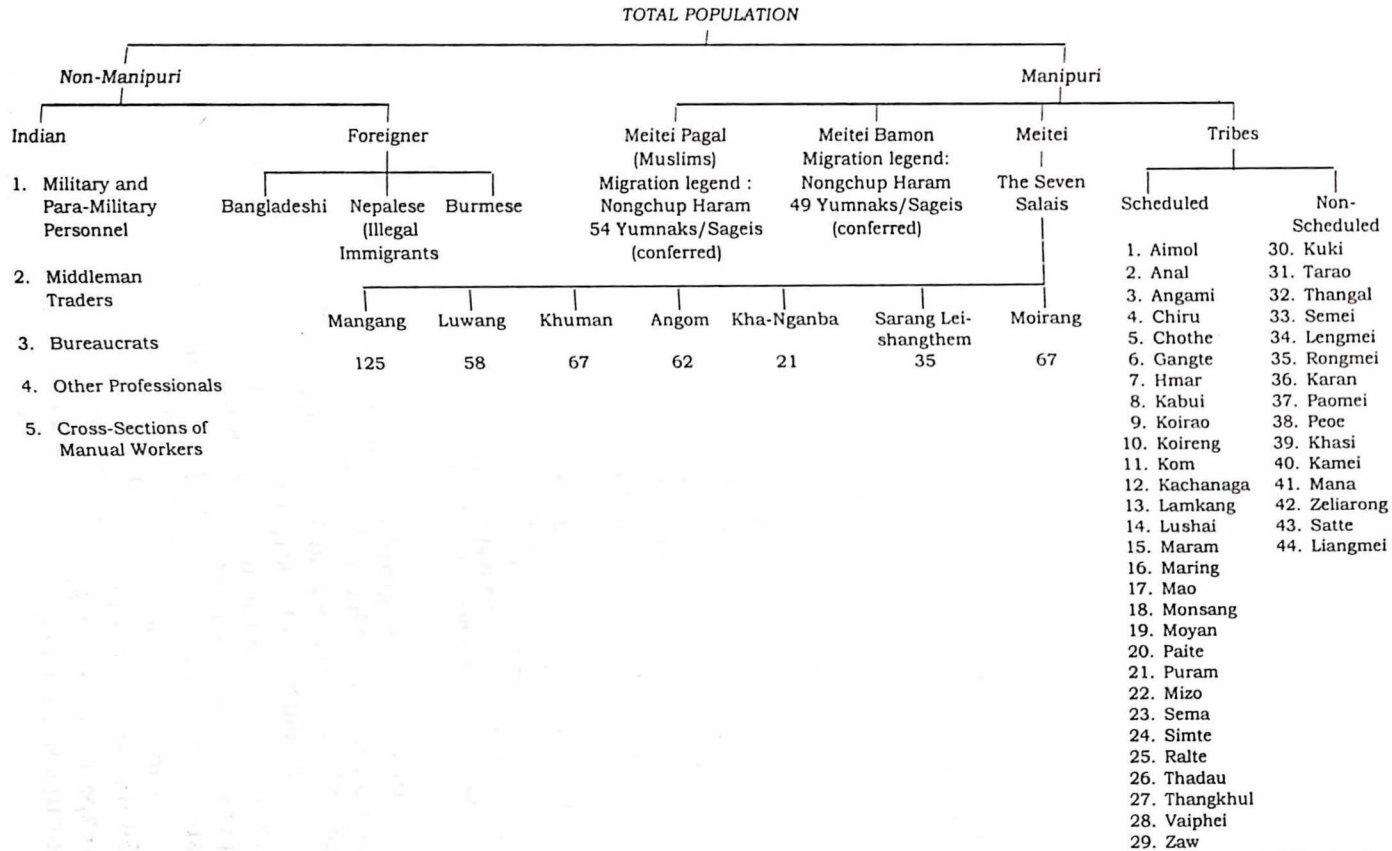 TOTAL POPULATION
Non-Manipuri
Manipuri
Indian
1. Military and
Para-Military
Personnel
2. Middleman
Traders
3. Bureaucrats
4. Other Professionals
5. Cross-Sections of
Manual Workers
Foreigner
Bangladeshi
Nepalese
(Illegal
Immigrants
Burmese
Meitei Pagal
(Muslims)
Migration legend :
Nongchup Haram
54 Yumnaks/Sageis
(conferred)
Meitei Bamon
Migration legend:
Nongchup Haram
49 Yumnaks/Sageis
(conferred)
Meitei
The Seven
Salais
Mangang
125
Luwang
58
Khuman
67
Angom
62
Kha-Nganba
21
Sarang Lei-
shangthem
35
Moirang
67
Tribes
Scheduled
1. Aimol
2. Anal
3. Angami
4. Chiru
5. Chothe
6. Gangte
7. Hmar
8. Kabui
9. Koirao
10. Koireng
11. Kom
12. Kachanaga
13. Lamkang
14. Lushai
15. Maram
16. Maring
17. Mao
18. Monsang
19. Moyan
20. Paite
21. Puram
22. Mizo
23. Sema
24. Simte
25. Ralte
26. Thadau
27. Thangkhul
28. Vaiphei
29. Zaw
Non-
Scheduled
30. Kuki
31. Tarao
32. Thangal
33. Semei
34. Lengmei
35. Rongmei
36. Karan
37. Paomei
38. Peoe
39. Khasi
40. Kamei
41. Mana
42. Zeliarong
43. Satte
44. Liangmei